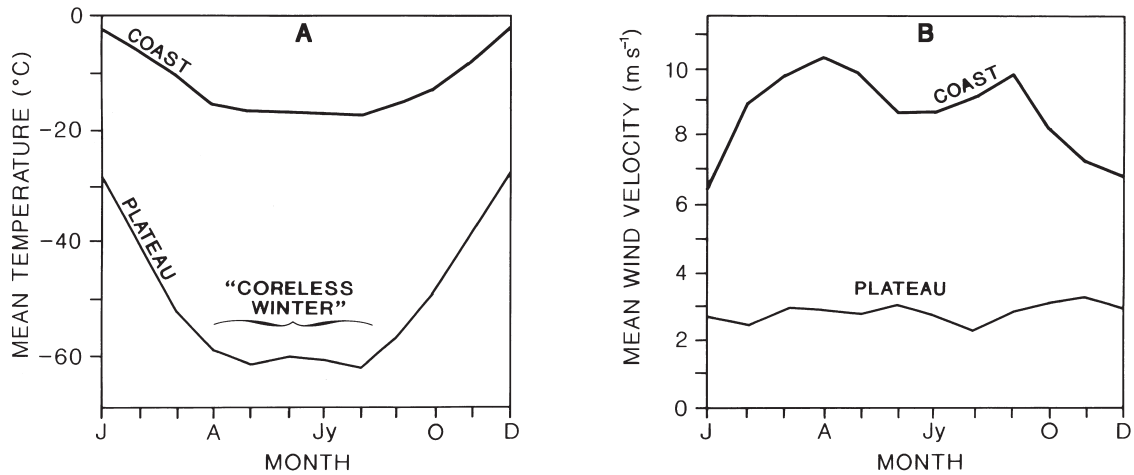 A
MEAN TEMPERATURE (°C)
0
−20
−40
−60
COAST
PLATEAU
“CORELESS
WINTER”
J
A
Jy
O
D
MONTH
B
MEAN WIND VELOCITY (m s⁻¹)
10
8
6
4
2
0
COAST
PLATEAU
J
A
Jy
O
D
MONTH